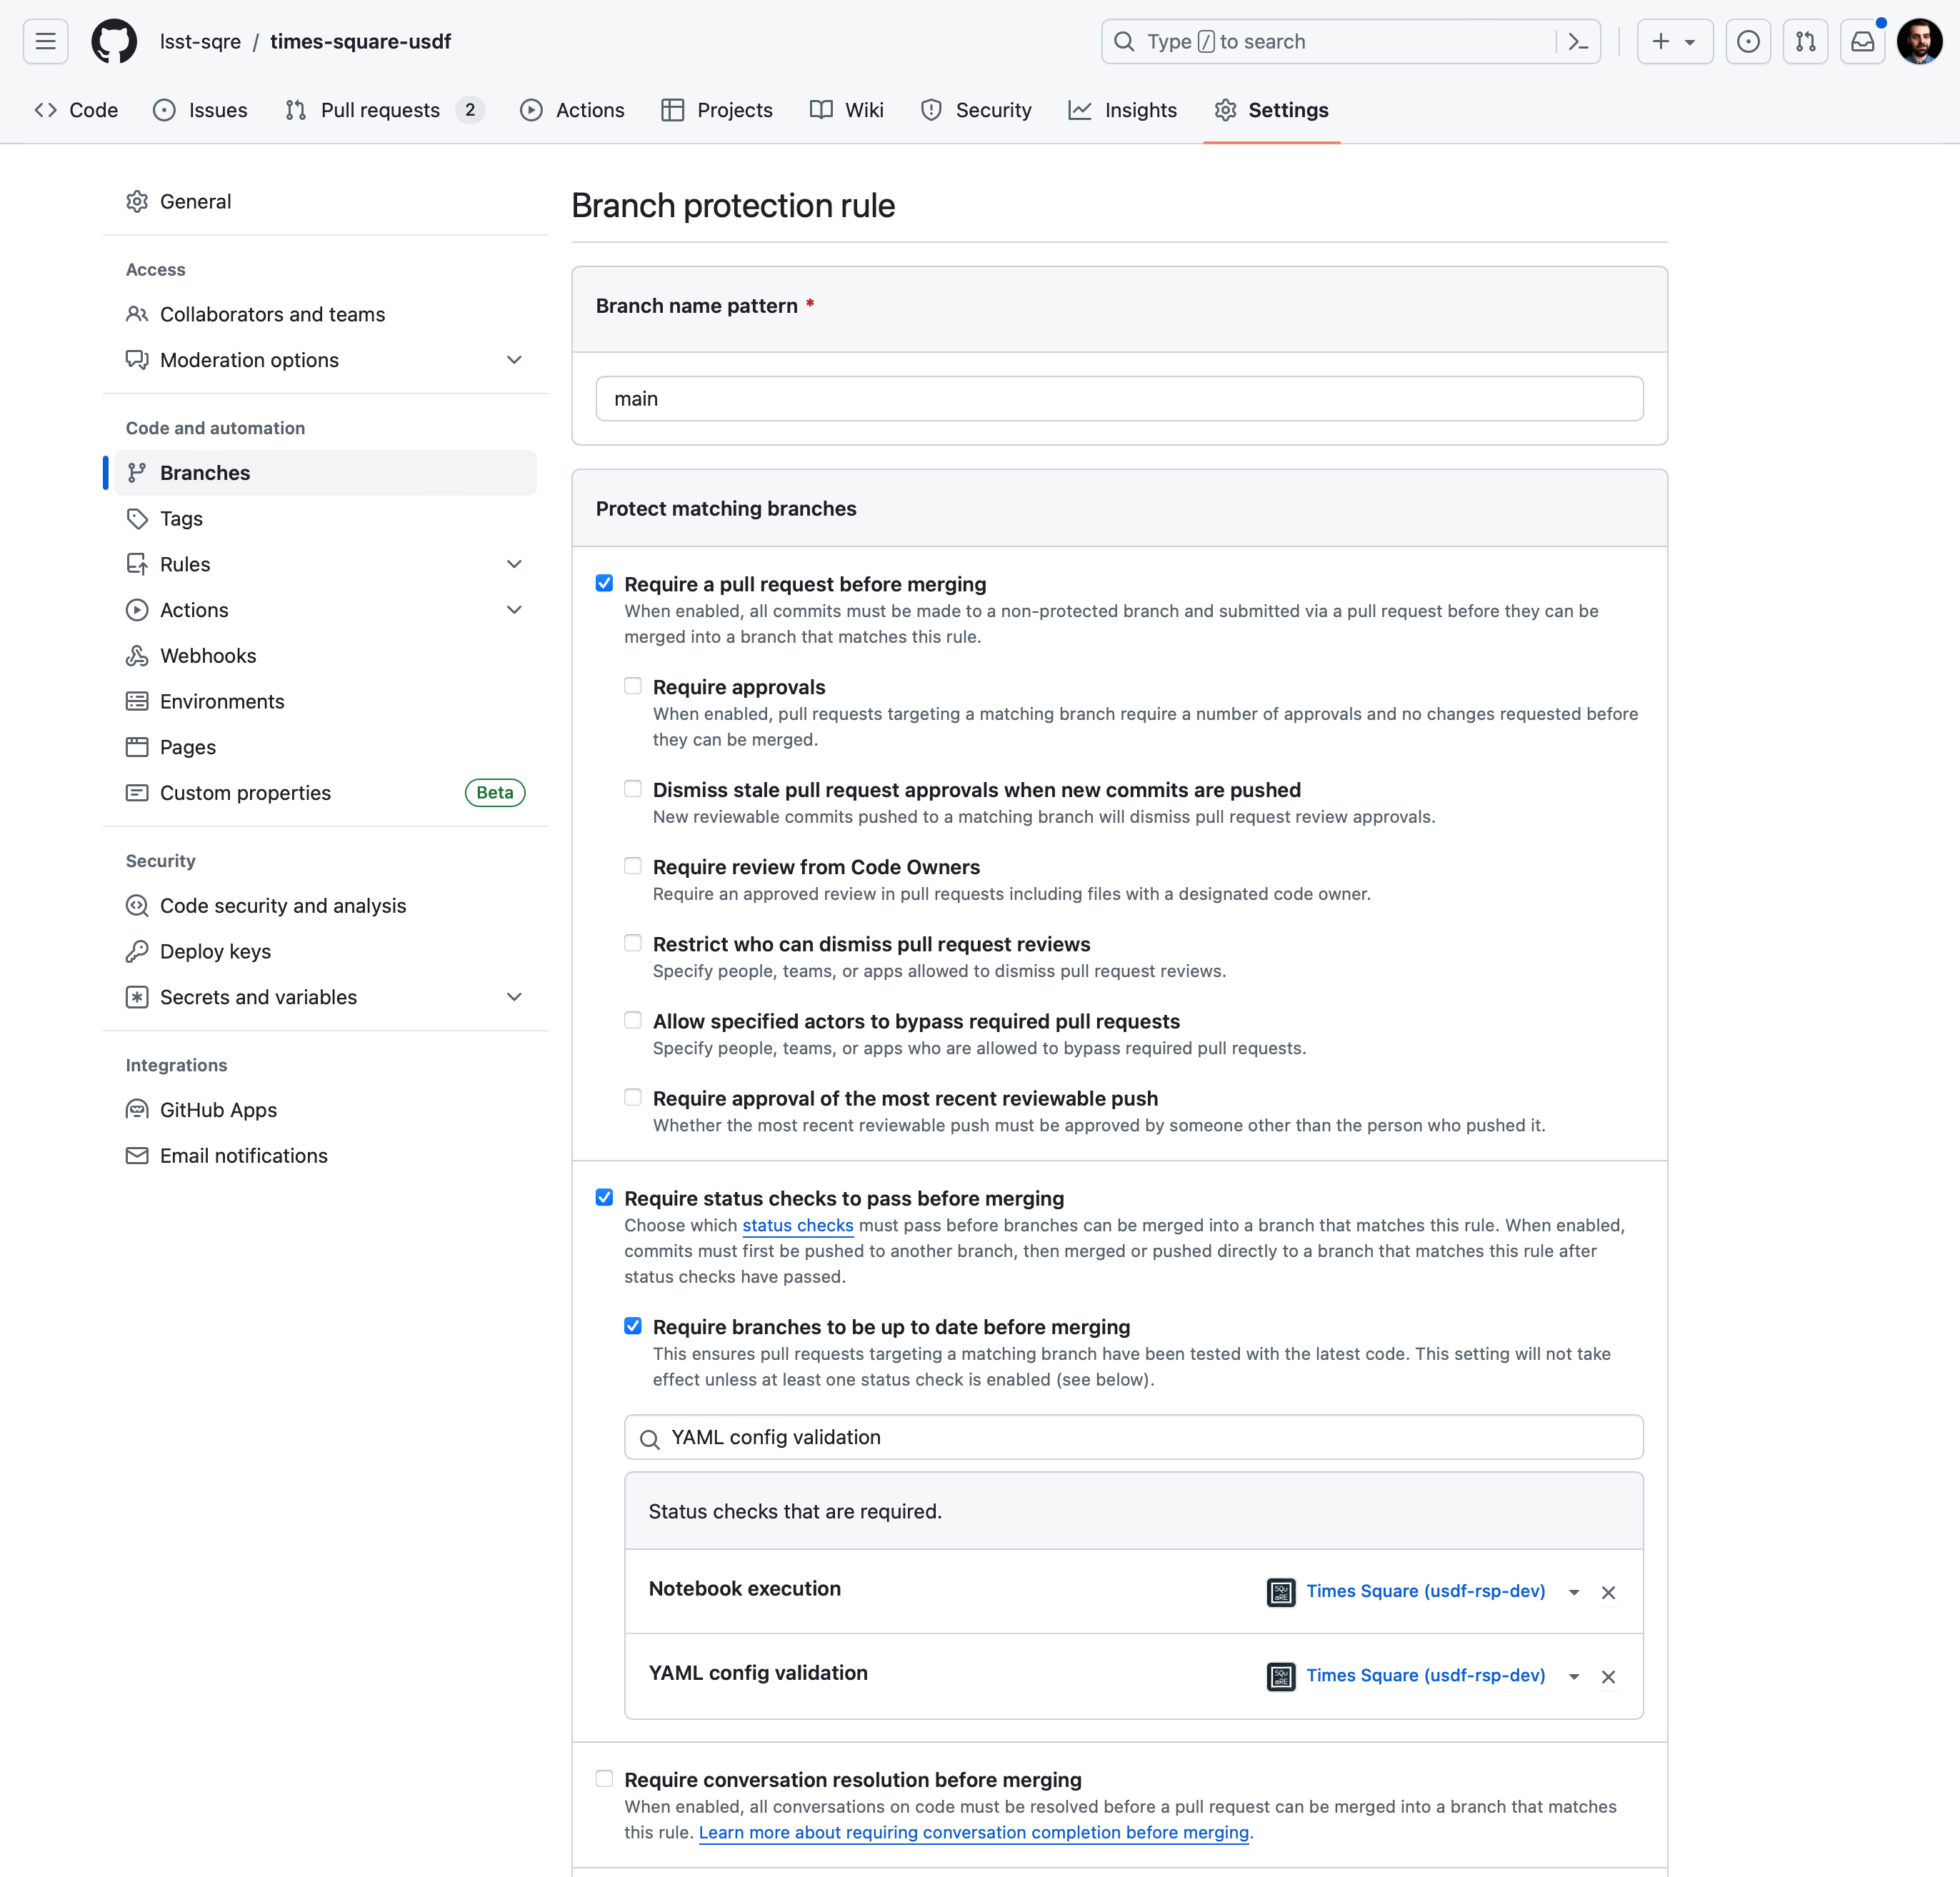 lsst-sqre / times-square-usdf
Type / to search
Code
Issues
Pull requests 2
Actions
Projects
Wiki
Security
Insights
Settings
General
Access
Collaborators and teams
Moderation options
Code and automation
Branches
Tags
Rules
Actions
Webhooks
Environments
Pages
Custom properties Beta
Security
Code security and analysis
Deploy keys
Secrets and variables
Integrations
GitHub Apps
Email notifications
Branch protection rule
Branch name pattern *
main
Protect matching branches
Require a pull request before merging
When enabled, all commits must be made to a non-protected branch and submitted via a pull request before they can be
merged into a branch that matches this rule.
Require approvals
When enabled, pull requests targeting a matching branch require a number of approvals and no changes requested before
they can be merged.
Dismiss stale pull request approvals when new commits are pushed
New reviewable commits pushed to a matching branch will dismiss pull request review approvals.
Require review from Code Owners
Require an approved review in pull requests including files with a designated code owner.
Restrict who can dismiss pull request reviews
Specify people, teams, or apps allowed to dismiss pull request reviews.
Allow specified actors to bypass required pull requests
Specify people, teams, or apps who are allowed to bypass required pull requests.
Require approval of the most recent reviewable push
Whether the most recent reviewable push must be approved by someone other than the person who pushed it.
Require status checks to pass before merging
Choose which status checks must pass before branches can be merged into a branch that matches this rule. When enabled,
commits must first be pushed to another branch, then merged or pushed directly to a branch that matches this rule after
status checks have passed.
Require branches to be up to date before merging
This ensures pull requests targeting a matching branch have been tested with the latest code. This setting will not take
effect unless at least one status check is enabled (see below).
YAML config validation
Status checks that are required.
Notebook execution
SQuaRE
Times Square (usdf-rsp-dev)
YAML config validation
SQuaRE
Times Square (usdf-rsp-dev)
Require conversation resolution before merging
When enabled, all conversations on code must be resolved before a pull request can be merged into a branch that matches
this rule. Learn more about requiring conversation completion before merging.